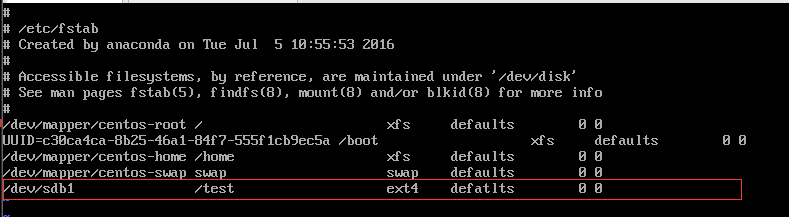 #
# /etc/fstab
# Created by anaconda on Tue Jul  5 10:55:53 2016
#
# Accessible filesystems, by reference, are maintained under '/dev/disk'
# See man pages fstab(5), findfs(8), mount(8) and/or blkid(8) for more info
#
/dev/mapper/centos-root /                       xfs     defaults        0 0
UUID=c30ca4ca-8b25-46a1-84f7-555f1cb9ec5a /boot                   xfs     defaults        0 0
/dev/mapper/centos-home /home                   xfs     defaults        0 0
/dev/mapper/centos-swap swap                    swap    defaults        0 0
/dev/sdb1               /test                   ext4    defatlts        0 0
~
~